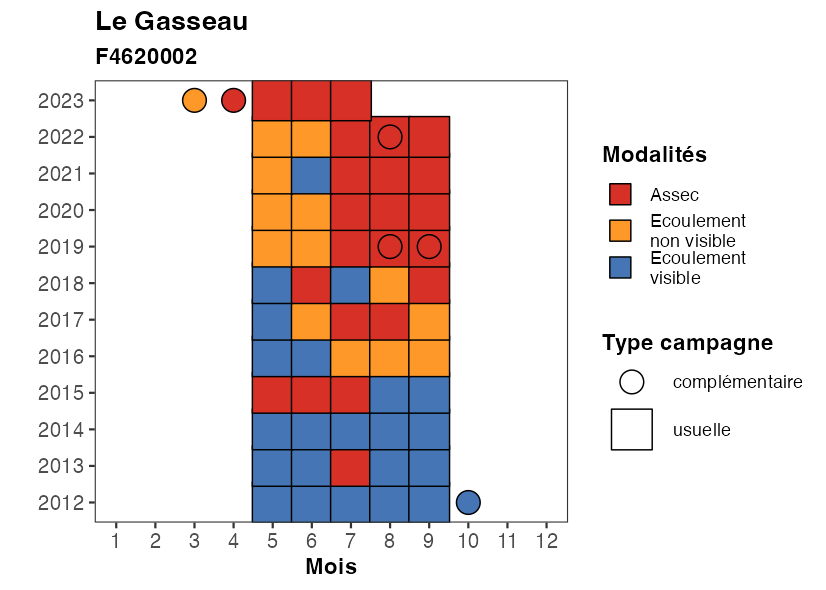 Le Gasseau
F4620002
2023
2022
2021
2020
2019
2018
2017
2016
2015
2014
2013
2012
1 2 3 4 5 6 7 8 9 10 11 12
Mois
Modalités
Assec
Ecoulement
non visible
Ecoulement
visible
Type campagne
complémentaire
usuelle